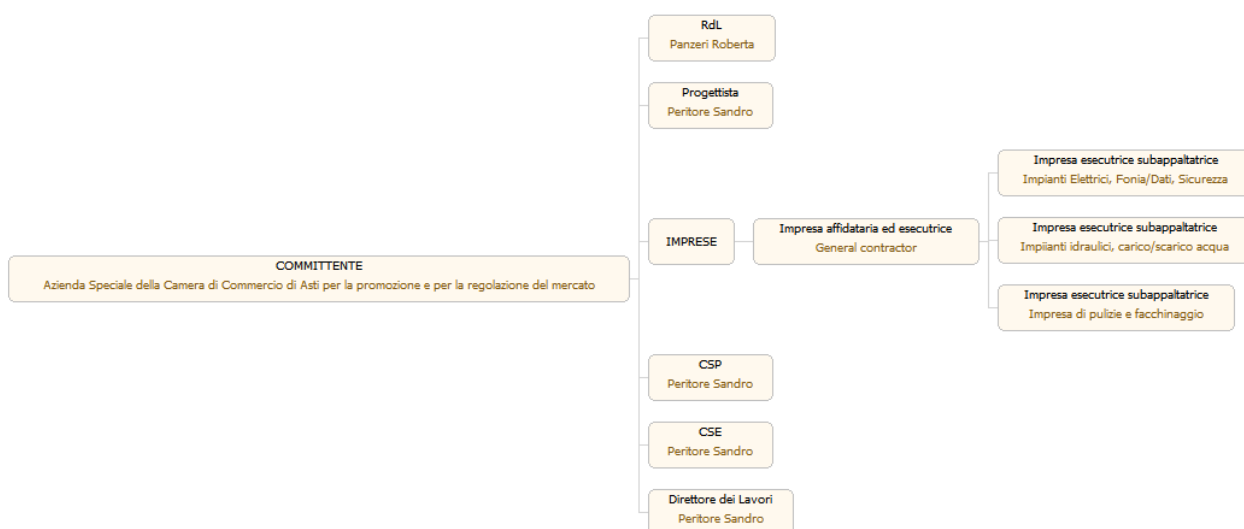 RdL
Panzeri Roberta
Progettista
Peritore Sandro
Impresa esecutrice subappaltatrice
Impianti Elettrici, Fonia/Dati, Sicurezza
IMPRESE
Impresa affidataria ed esecutrice
General contractor
Impresa esecutrice subappaltatrice
Impiianti idraulici, carico/scarico acqua
COMMITTENTE
Azienda Speciale della Camera di Commercio di Asti per la promozione e per la regolazione del mercato
Impresa esecutrice subappaltatrice
Impresa di pulizie e facchinaggio
CSP
Peritore Sandro
CSE
Peritore Sandro
Direttore dei Lavori
Peritore Sandro